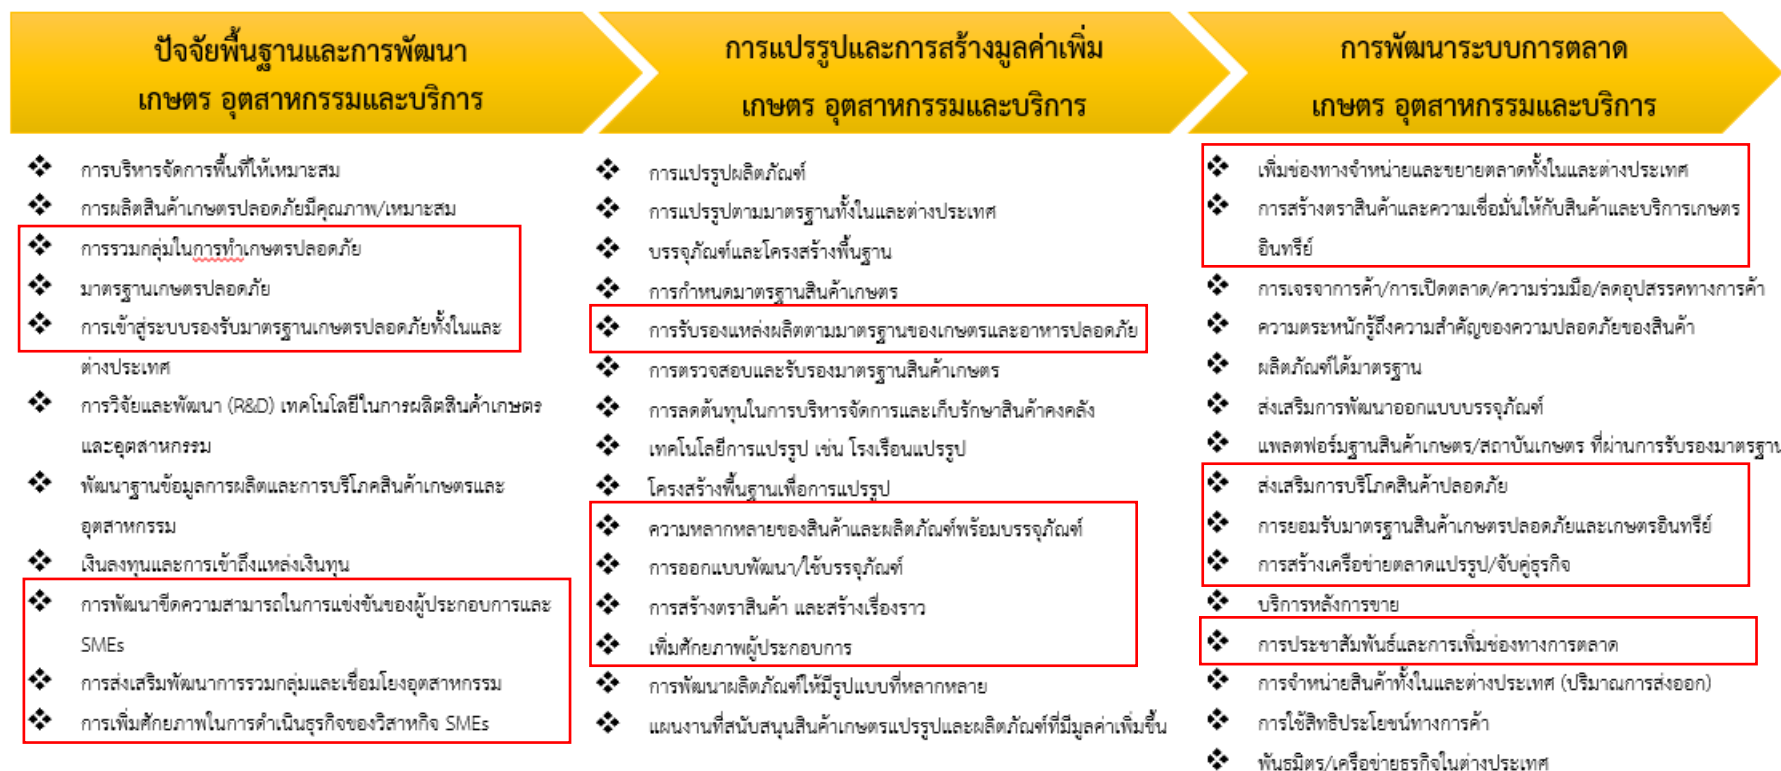 ปัจจัยพื้นฐานและการพัฒนา
เกษตร อุตสาหกรรมและบริการ
การบริหารจัดการพื้นที่ให้เหมาะสม
การผลิตสินค้าเกษตรปลอดภัยมีคุณภาพ/เหมาะสม
การรวมกลุ่มในการทำเกษตรปลอดภัย
มาตรฐานเกษตรปลอดภัย
การเข้าสู่ระบบรองรับมาตรฐานเกษตรปลอดภัยทั้งในและ
ต่างประเทศ
การวิจัยและพัฒนา (R&D) เทคโนโลยีในการผลิตสินค้าเกษตร
และอุตสาหกรรม
พัฒนาฐานข้อมูลการผลิตและการบริโภคสินค้าเกษตรและ
อุตสาหกรรม
เงินลงทุนและการเข้าถึงแหล่งเงินทุน
การพัฒนาขีดความสามารถในการแข่งขันของผู้ประกอบการและ
SMEs
การส่งเสริมพัฒนาการรวมกลุ่มและเชื่อมโยงอุตสาหกรรม
การเพิ่มศักยภาพในการดำเนินธุรกิจของวิสาหกิจ SMEs
การแปรรูปและการสร้างมูลค่าเพิ่ม
เกษตร อุตสาหกรรมและบริการ
การแปรรูปผลิตภัณฑ์
การแปรรูปตามมาตรฐานทั้งในและต่างประเทศ
บรรจุภัณฑ์และโครงสร้างพื้นฐาน
การกำหนดมาตรฐานสินค้าเกษตร
การรับรองแหล่งผลิตตามมาตรฐานของเกษตรและอาหารปลอดภัย
การตรวจสอบและรับรองมาตรฐานสินค้าเกษตร
การลดต้นทุนในการบริหารจัดการและเก็บรักษาสินค้าคงคลัง
เทคโนโลยีการแปรรูป เช่น โรงเรือนแปรรูป
โครงสร้างพื้นฐานเพื่อการแปรรูป
ความหลากหลายของสินค้าและผลิตภัณฑ์พร้อมบรรจุภัณฑ์
การออกแบบพัฒนา/ใช้บรรจุภัณฑ์
การสร้างตราสินค้า และสร้างเรื่องราว
เพิ่มศักยภาพผู้ประกอบการ
การพัฒนาผลิตภัณฑ์ให้มีรูปแบบที่หลากหลาย
แผนงานที่สนับสนุนสินค้าเกษตรแปรรูปและผลิตภัณฑ์ที่มีมูลค่าเพิ่มขึ้น
การพัฒนาระบบการตลาด
เกษตร อุตสาหกรรมและบริการ
เพิ่มช่องทางจำหน่ายและขยายตลาดทั้งในและต่างประเทศ
การสร้างตราสินค้าและความเชื่อมั่นให้กับสินค้าและบริการเกษตร
อินทรีย์
การเจรจาการค้า/การเปิดตลาด/ความร่วมมือ/ลดอุปสรรคทางการค้า
ความตระหนักรู้ถึงความสำคัญของความปลอดภัยของสินค้า
ผลิตภัณฑ์ได้มาตรฐาน
ส่งเสริมการพัฒนาออกแบบบรรจุภัณฑ์
แพลตฟอร์มฐานสินค้าเกษตร/สถาบันเกษตร ที่ผ่านการรับรองมาตรฐาน
ส่งเสริมการบริโภคสินค้าปลอดภัย
การยอมรับมาตรฐานสินค้าเกษตรปลอดภัยและเกษตรอินทรีย์
การสร้างเครือข่ายตลาดแปรรูป/จับคู่ธุรกิจ
บริการหลังการขาย
การประชาสัมพันธ์และการเพิ่มช่องทางการตลาด
การจำหน่ายสินค้าทั้งในและต่างประเทศ (ปริมาณการส่งออก)
การใช้สิทธิประโยชน์ทางการค้า
พันธมิตร/เครือข่ายธุรกิจในต่างประเทศ